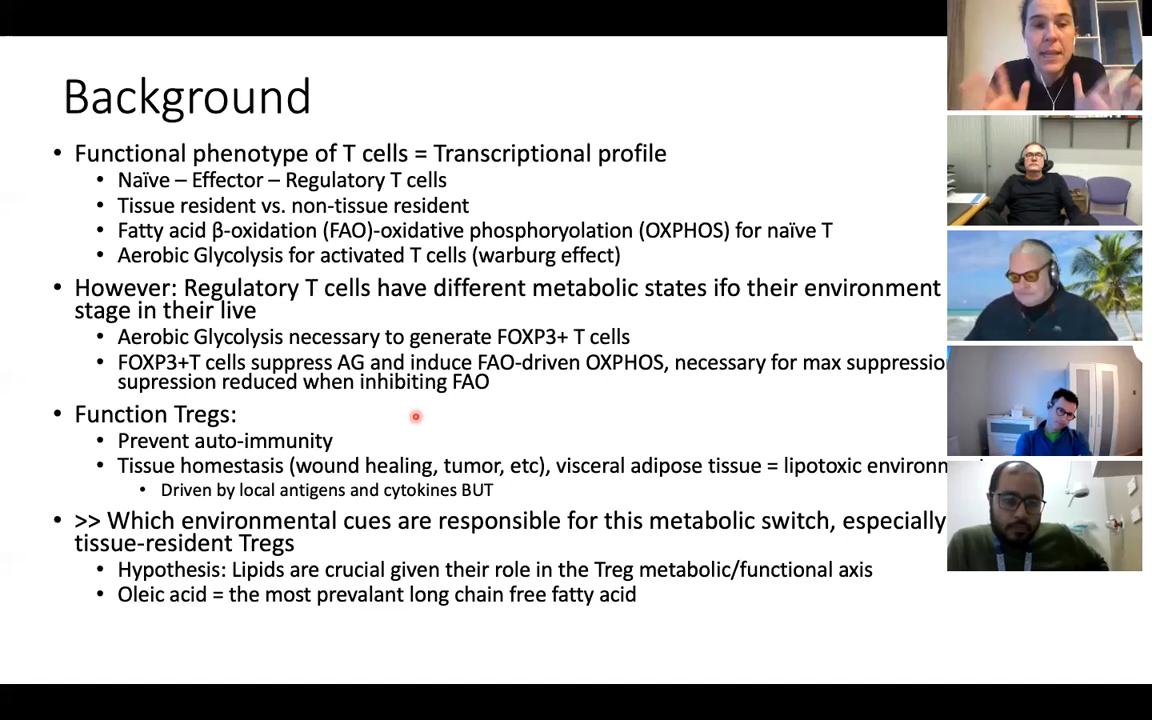 Background
• Functional phenotype of T cells = Transcriptional profile
• Naïve – Effector – Regulatory T cells
• Tissue resident vs. non-tissue resident
• Fatty acid β-oxidation (FAO)-oxidative phosphoryolation (OXPHOS) for naïve T
• Aerobic Glycolysis for activated T cells (warburg effect)
• However: Regulatory T cells have different metabolic states ifo their environment
stage in their live
• Aerobic Glycolysis necessary to generate FOXP3+ T cells
• FOXP3+T cells suppress AG and induce FAO-driven OXPHOS, necessary for max suppressio
supression reduced when inhibiting FAO
• Function Tregs:
• Prevent auto-immunity
• Tissue homestasis (wound healing, tumor, etc), visceral adipose tissue = lipotoxic environ
• Driven by local antigens and cytokines BUT
• >> Which environmental cues are responsible for this metabolic switch, especially
tissue-resident Tregs
• Hypothesis: Lipids are crucial given their role in the Treg metabolic/functional axis
• Oleic acid = the most prevalant long chain free fatty acid